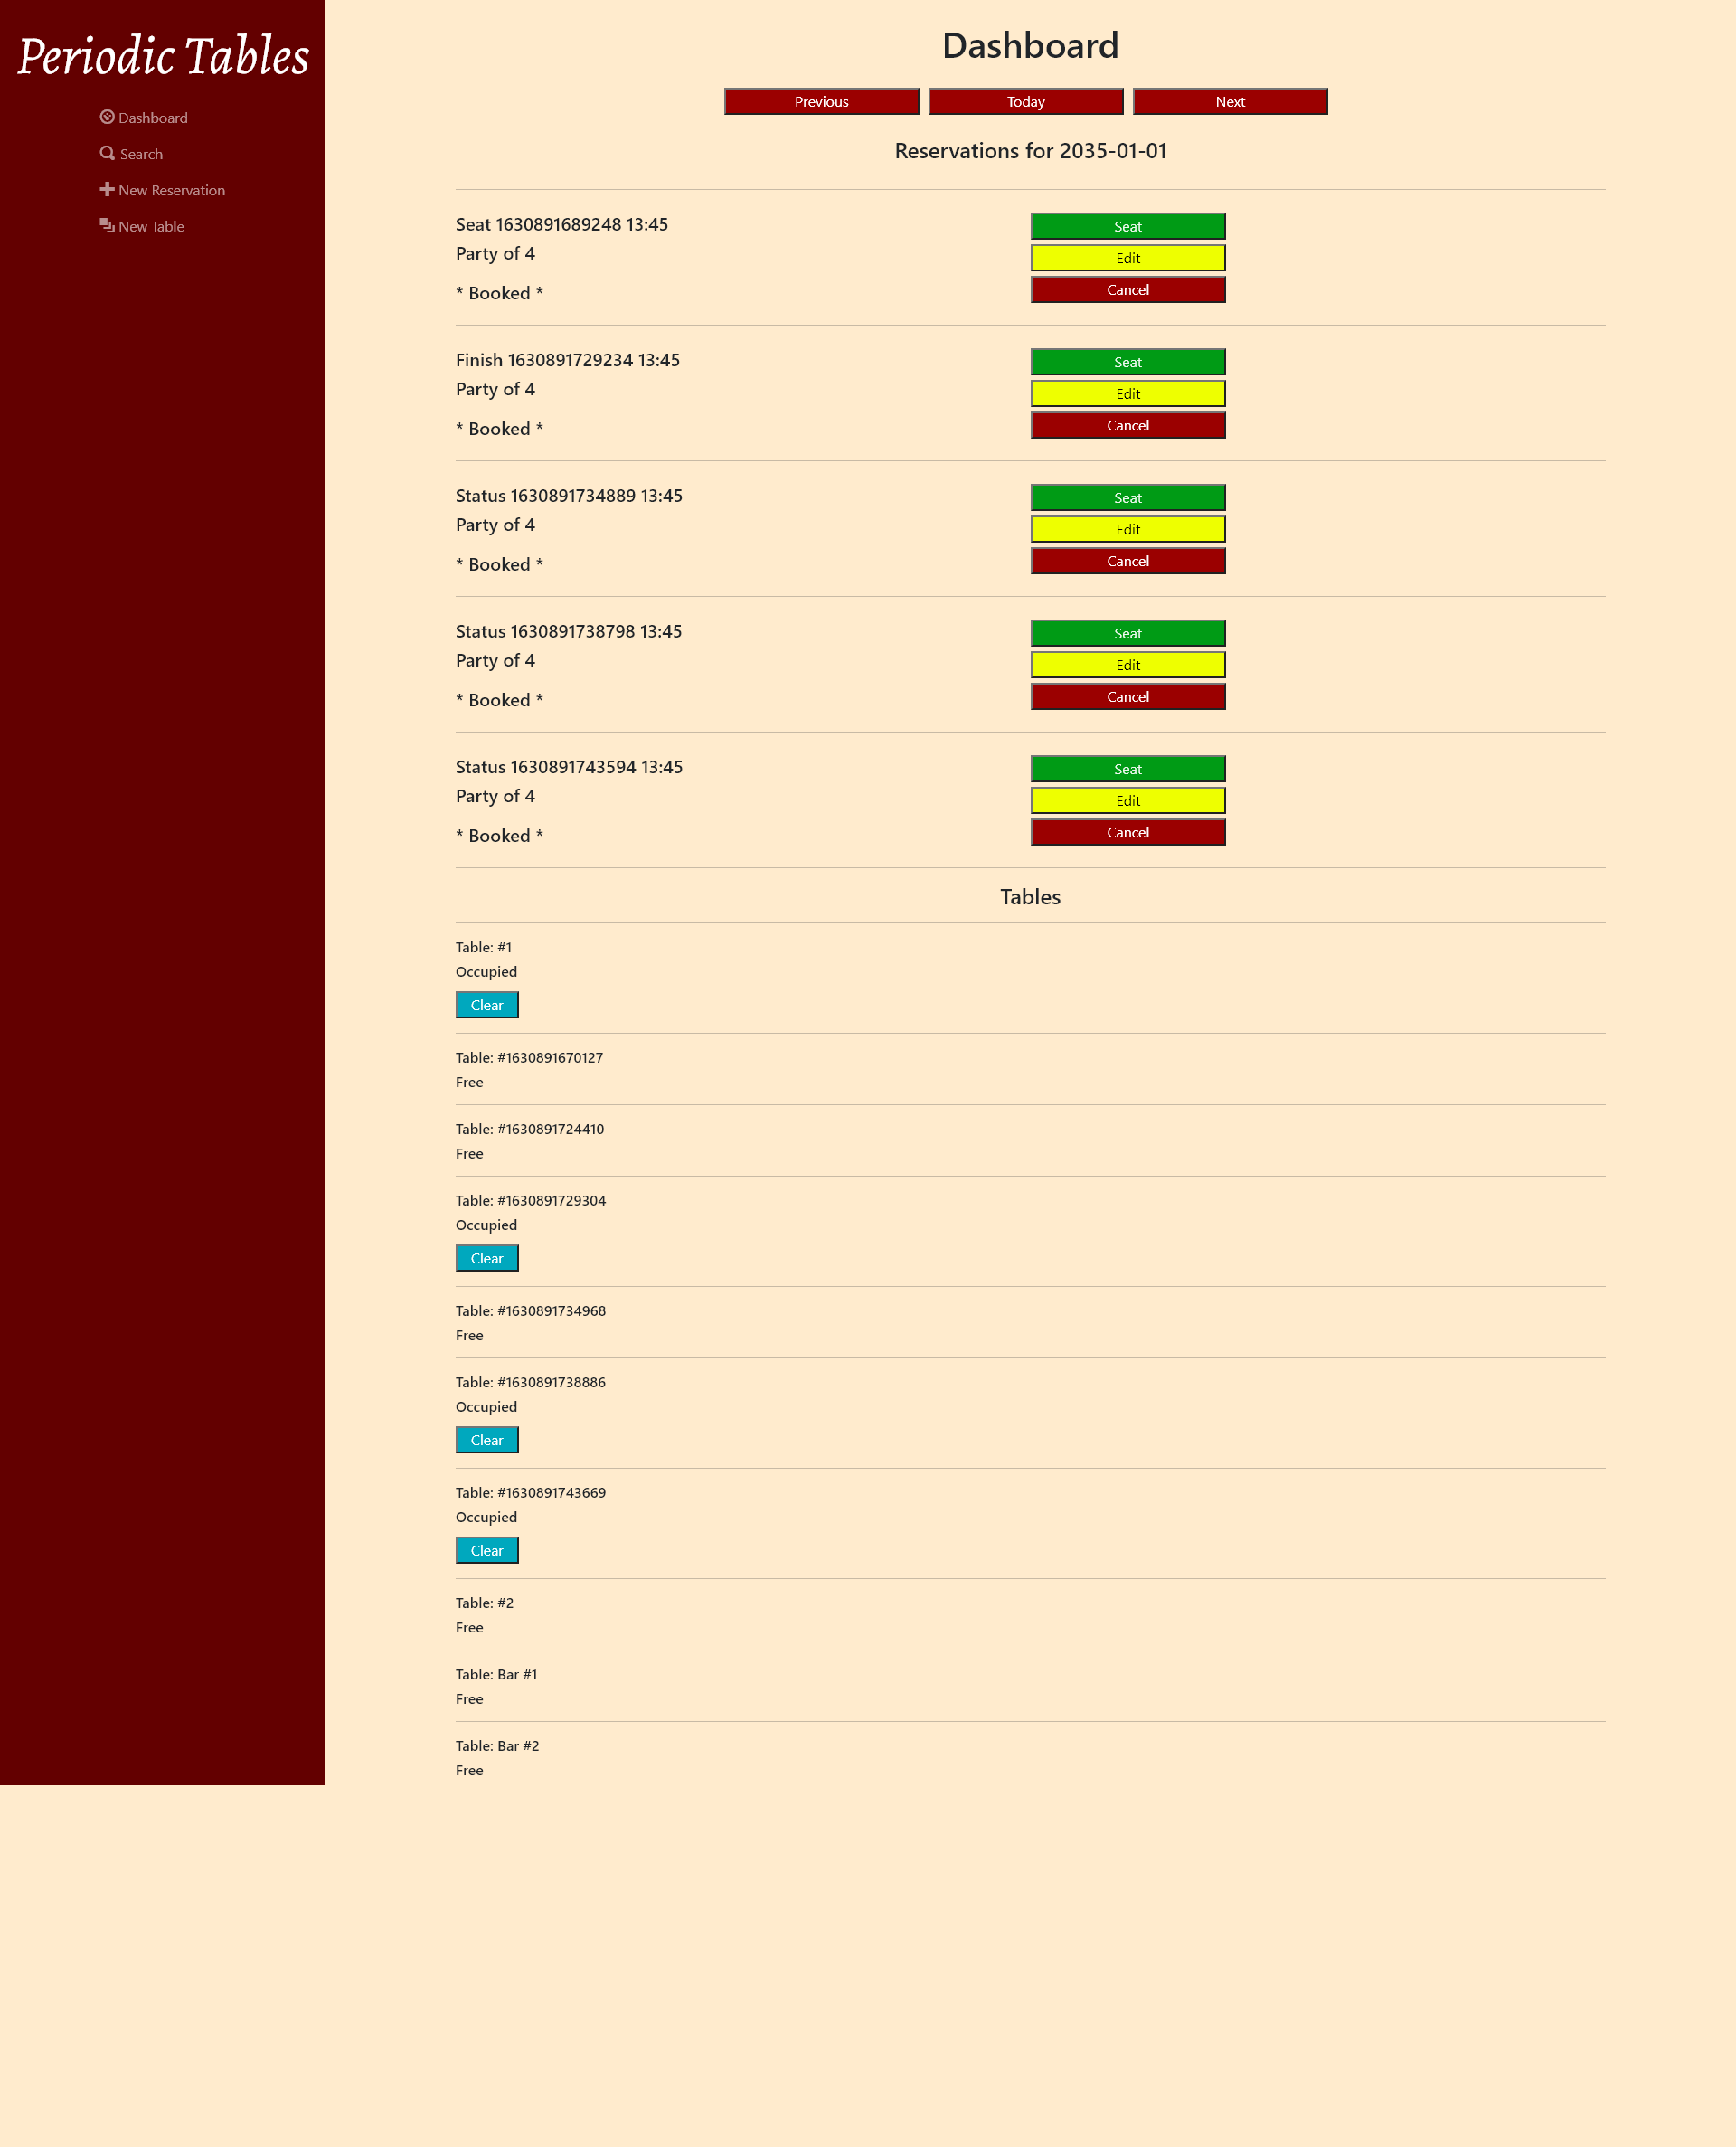 Periodic Tables
Dashboard
Search
New Reservation
New Table
Dashboard
Previous Today Next
Reservations for 2035-01-01
Seat 1630891689248 13:45
Party of 4
* Booked *
Seat
Edit
Cancel
Finish 1630891729234 13:45
Party of 4
* Booked *
Seat
Edit
Cancel
Status 1630891734889 13:45
Party of 4
* Booked *
Seat
Edit
Cancel
Status 1630891738798 13:45
Party of 4
* Booked *
Seat
Edit
Cancel
Status 1630891743594 13:45
Party of 4
* Booked *
Seat
Edit
Cancel
Tables
Table: #1
Occupied
Clear
Table: #1630891670127
Free
Table: #1630891724410
Free
Table: #1630891729304
Occupied
Clear
Table: #1630891734968
Free
Table: #1630891738886
Occupied
Clear
Table: #1630891743669
Occupied
Clear
Table: #2
Free
Table: Bar #1
Free
Table: Bar #2
Free